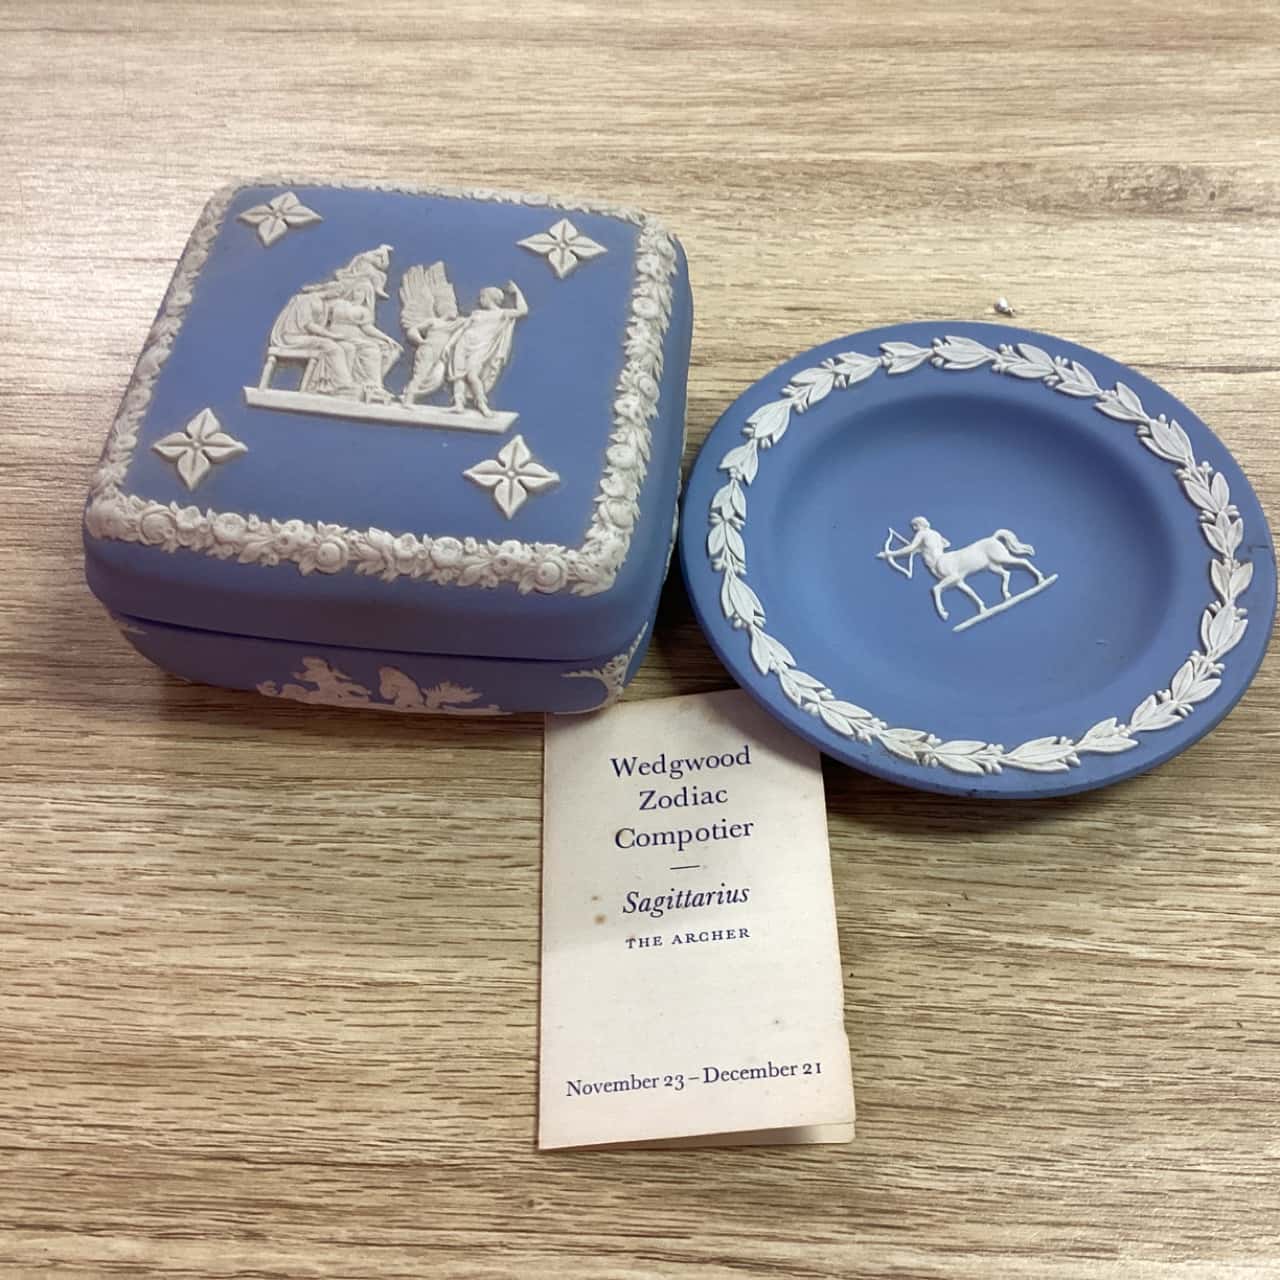 Wedgwood
Zodiac
Compotier
Sagittarius
THE ARCHER
November 23 – December 21